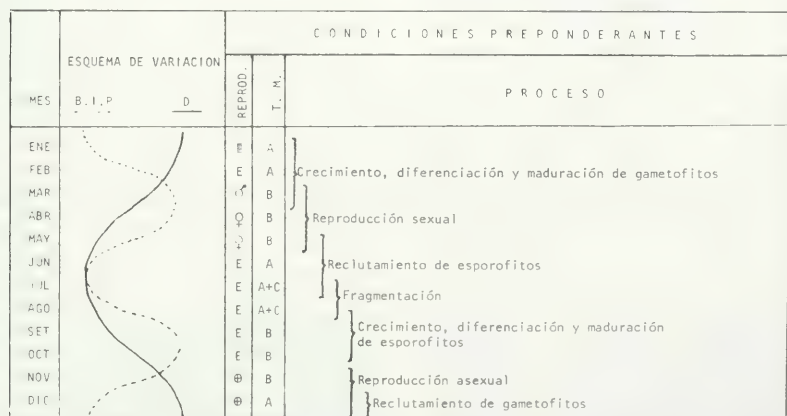 CONDICIONES PREPONDERANTES
ESQUEMA DE VARIACION
MES B.I.P D REPROD. T. M. PROCESO
ENE E A
FEB E A Crecimiento, diferenciación y maduración de gametofitos
MAR ♂ B
ABR ♀ B Reproducción sexual
MAY ♀ B
JUN E A Reclutamiento de esporofitos
JUL E A+C
Fragmentación
AGO E A+C
SET E B Crecimiento, diferenciación y maduración
de esporofitos
OCT E B
NOV ⊕ B Reproducción asexual
DIC ⊕ A Reclutamiento de gametofitos